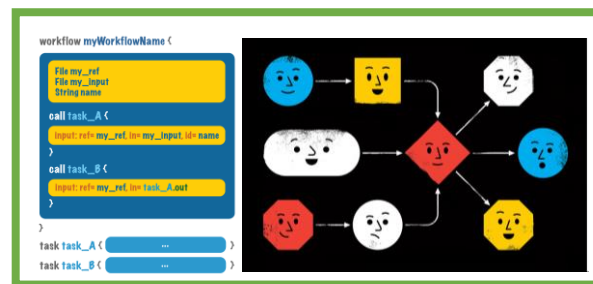 workflow myWorkflowName {
File my_ref
File my_input
String name
call task_A {
input: ref= my_ref, in= my_input, id= name
}
call task_B {
input: ref= my_ref, in= task_A.out
}
}
task task_A { ... }
task task_B { ... }